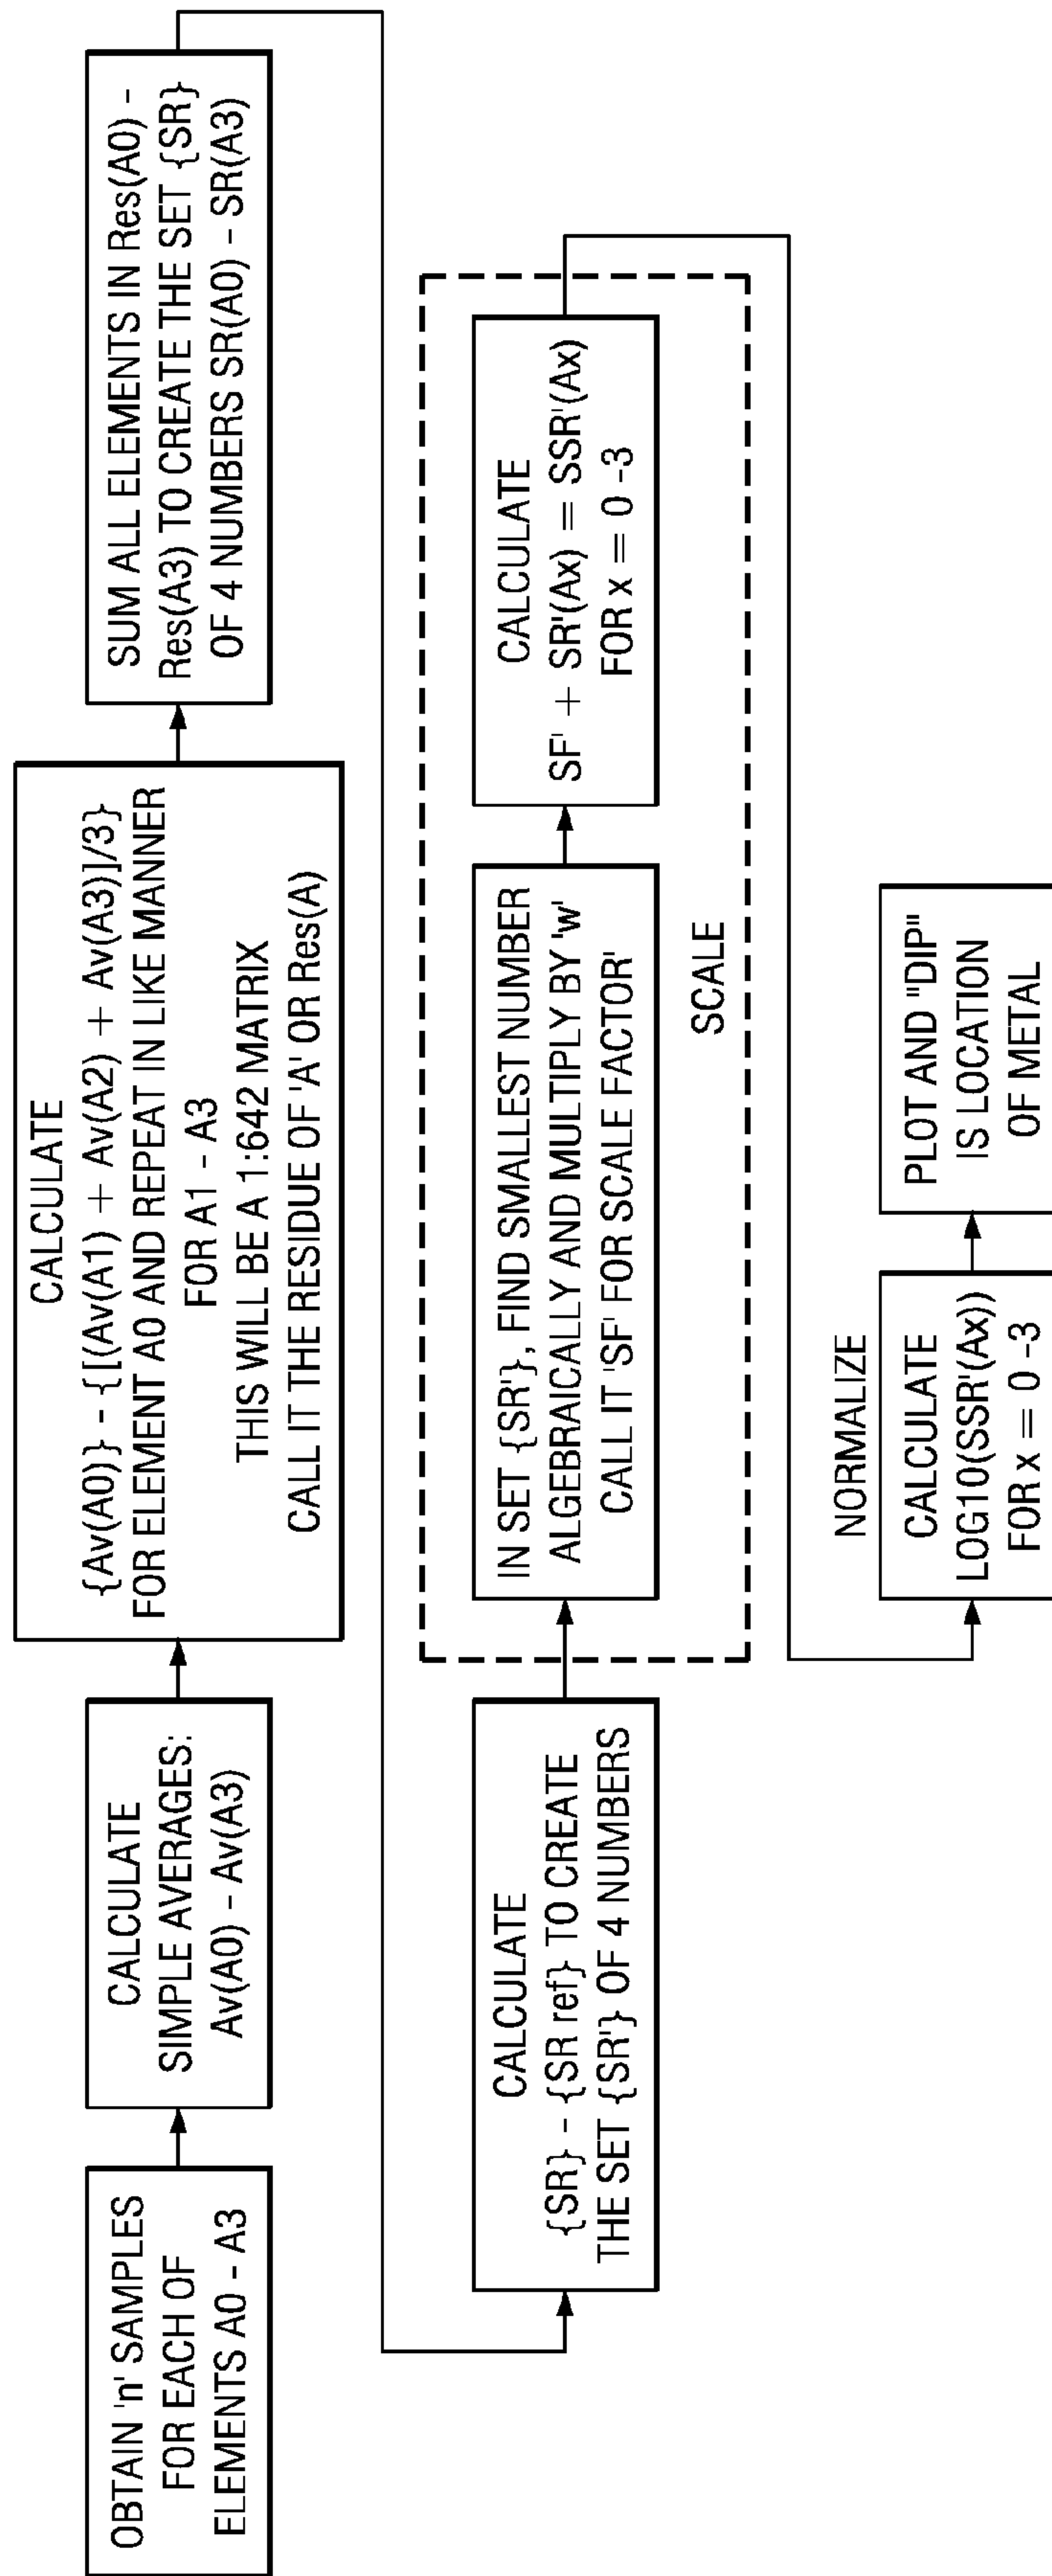 OBTAIN 'n' SAMPLES
FOR EACH OF
ELEMENTS A0 - A3
CALCULATE
SIMPLE AVERAGES:
Av(A0) - Av(A3)
CALCULATE
{Av(A0)} - {[(Av(A1) + Av(A2) + Av(A3)]/3}
FOR ELEMENT A0 AND REPEAT IN LIKE MANNER
FOR A1 - A3
THIS WILL BE A 1:642 MATRIX
CALL IT THE RESIDUE OF 'A' OR Res(A)
SUM ALL ELEMENTS IN Res(A0) -
Res(A3) TO CREATE THE SET {SR}
OF 4 NUMBERS SR(A0) - SR(A3)
CALCULATE
{SR} - {SR ref} TO CREATE
THE SET {SR'} OF 4 NUMBERS
IN SET {SR'}, FIND SMALLEST NUMBER
ALGEBRAICALLY AND MULTIPLY BY 'w'
CALL IT 'SF' FOR SCALE FACTOR'
CALCULATE
SF' + SR'(Ax) = SSR'(Ax)
FOR x = 0 -3
SCALE
NORMALIZE
CALCULATE
LOG10(SSR'(Ax))
FOR x = 0 -3
PLOT AND "DIP"
IS LOCATION
OF METAL